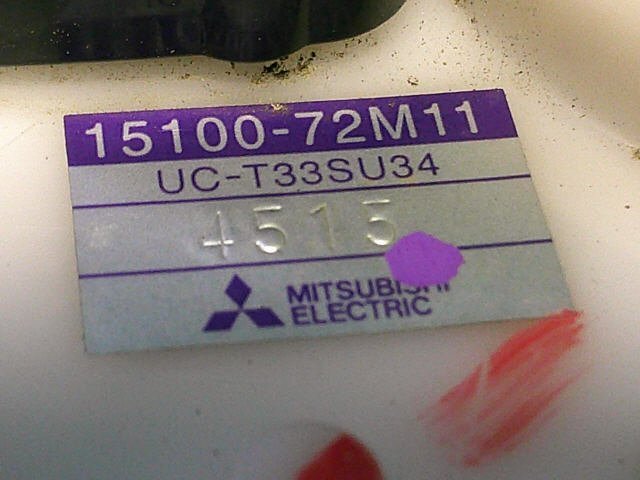 15100-72M11
UC-T33SU34
4515
MITSUBISHI
ELECTRIC